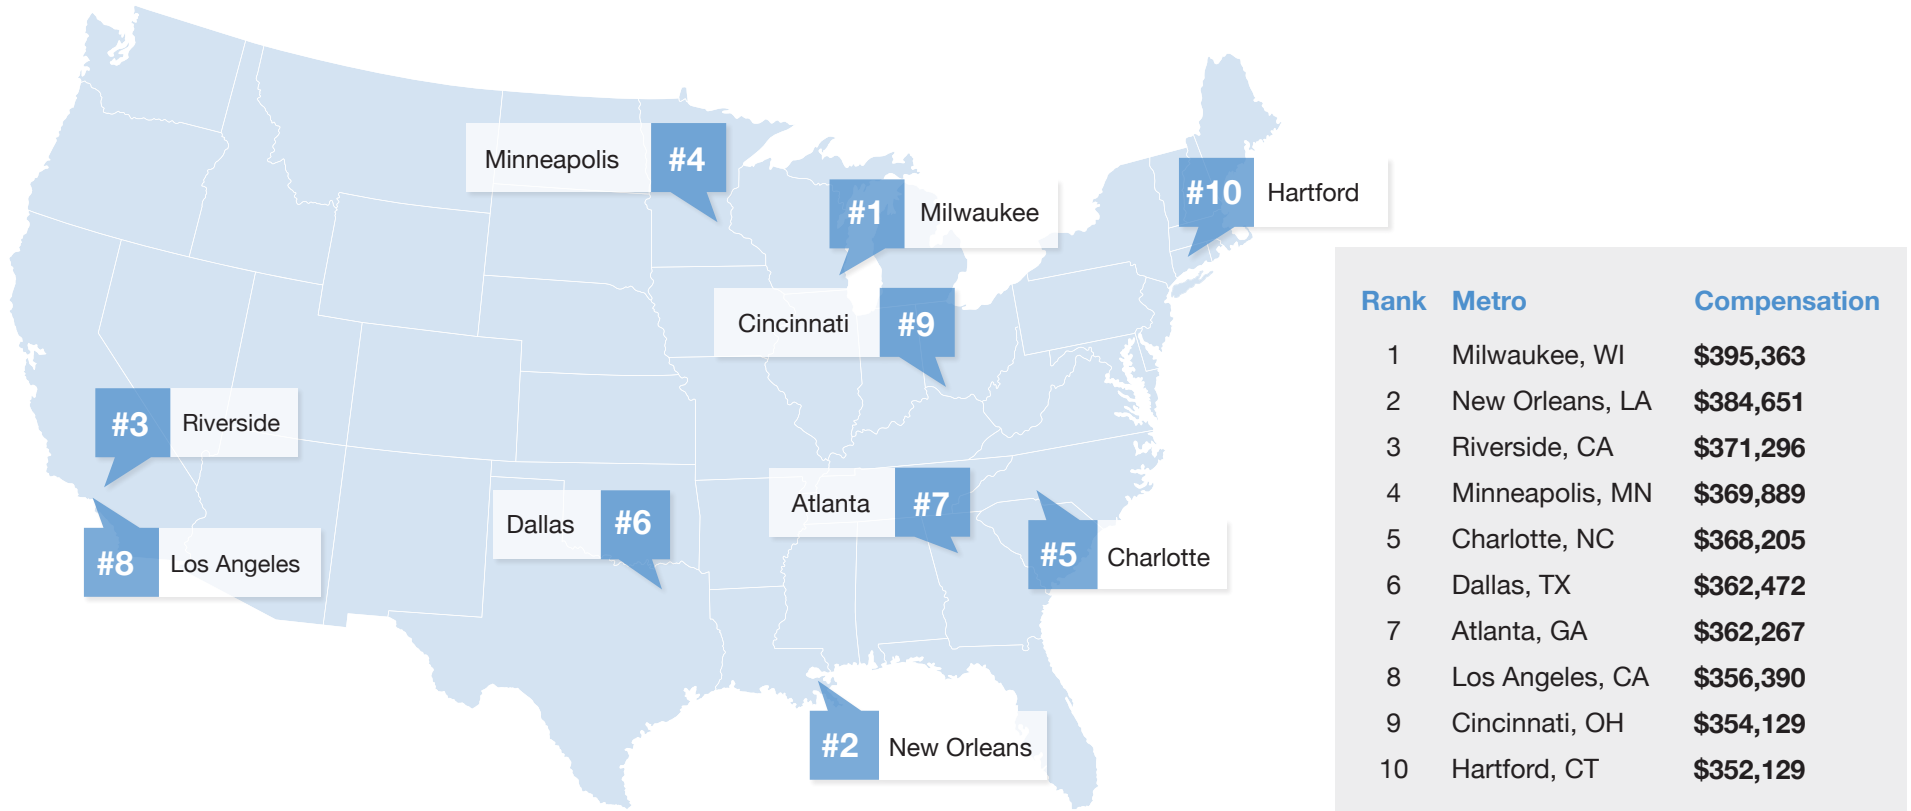 Minneapolis #4
#1 Milwaukee
#10 Hartford
Cincinnati #9
#3 Riverside
Dallas #6
Atlanta #7
#8 Los Angeles
#5 Charlotte
#2 New Orleans
Rank Metro Compensation
1 Milwaukee, WI $395,363
2 New Orleans, LA $384,651
3 Riverside, CA $371,296
4 Minneapolis, MN $369,889
5 Charlotte, NC $368,205
6 Dallas, TX $362,472
7 Atlanta, GA $362,267
8 Los Angeles, CA $356,390
9 Cincinnati, OH $354,129
10 Hartford, CT $352,129